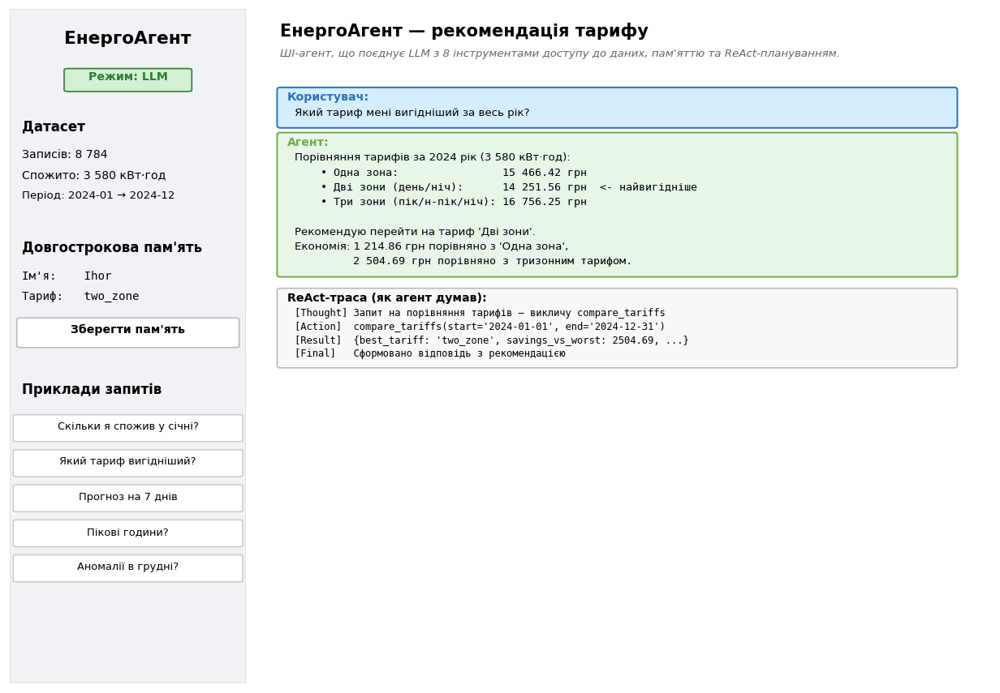 ЕнергоАгент
Режим: LLM
Датасет
Записів: 8 784
Спожито: 3 580 кВт·год
Період: 2024-01 → 2024-12
Довгострокова пам'ять
Ім'я: Ihor
Тариф: two_zone
Зберегти пам'ять
Приклади запитів
Скільки я спожив у січні?
Який тариф вигідніший?
Прогноз на 7 днів
Пікові години?
Аномалії в грудні?
ЕнергоАгент — рекомендація тарифу
ШІ-агент, що поєднує LLM з 8 інструментами доступу до даних, пам'яттю та ReAct-плануванням.
Користувач:
Який тариф мені вигідніший за весь рік?
Агент:
Порівняння тарифів за 2024 рік (3 580 кВт·год):
• Одна зона: 15 466.42 грн
• Дві зони (день/ніч): 14 251.56 грн <- найвигідніше
• Три зони (пік/н-пік/ніч): 16 756.25 грн
Рекомендую перейти на тариф 'Дві зони'.
Економія: 1 214.86 грн порівняно з 'Одна зона',
2 504.69 грн порівняно з тризонним тарифом.
ReAct-траса (як агент думав):
[Thought] Запит на порівняння тарифів — викличу compare_tariffs
[Action] compare_tariffs(start='2024-01-01', end='2024-12-31')
[Result] {best_tariff: 'two_zone', savings_vs_worst: 2504.69, ...}
[Final] Сформовано відповідь з рекомендацією